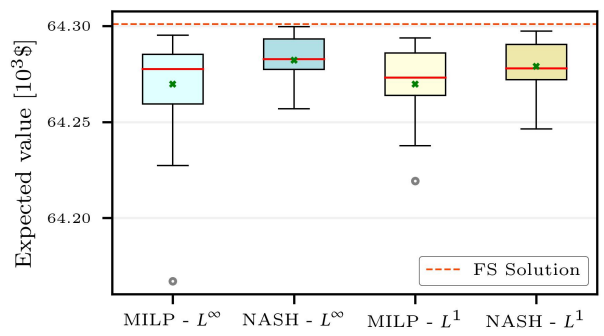 Expected value [10³$]
64.30
64.25
64.20
FS Solution
MILP - L∞ NASH - L∞ MILP - L¹ NASH - L¹